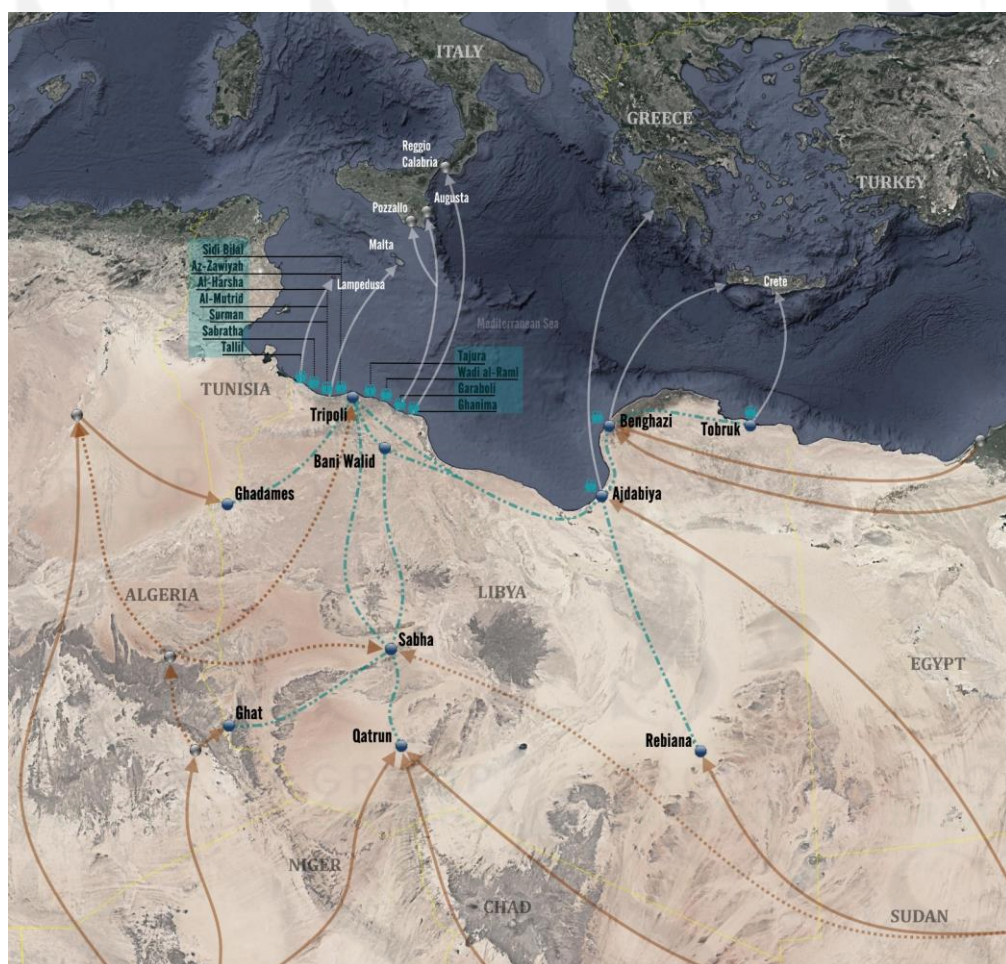 ITALY
GREECE
TURKEY
Reggio
Calabria
Augusta
Pozzallo
Malta
Lampedusa
Crete
Sidi Bilal
Az-Zawiyah
Al-Harsha
Al-Mutrid
Surman
Sabratha
Tallil
Mediterranean Sea
Tajura
Wadi al-Raml
Garaboli
Ghanima
TUNISIA
Tripoli
Bani Walid
Benghazi
Tobruk
Ghadames
Ajdabiya
ALGERIA
LIBYA
Sabha
EGYPT
Ghat
Qatrun
Rebiana
NIGER
CHAD
SUDAN